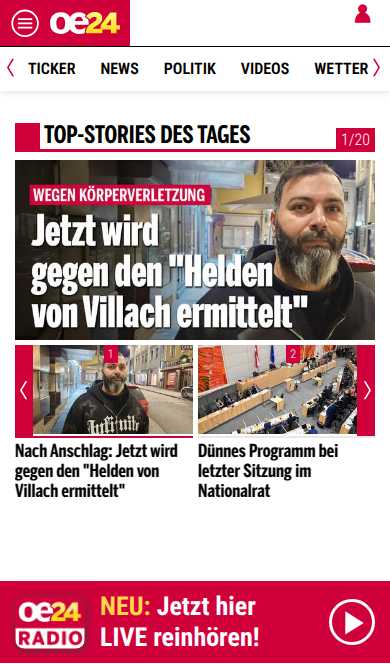 oe24
TICKER NEWS POLITIK VIDEOS WETTER
TOP-STORIES DES TAGES
1/20
WEGEN KÖRPERVERLETZUNG
Jetzt wird
gegen den "Helden
von Villach ermittelt"
1
2
Nach Anschlag: Jetzt wird
gegen den "Helden von
Villach ermittelt"
Dünnes Programm bei
letzter Sitzung im
Nationalrat
oe24
RADIO
NEU: Jetzt hier
LIVE reinhören!